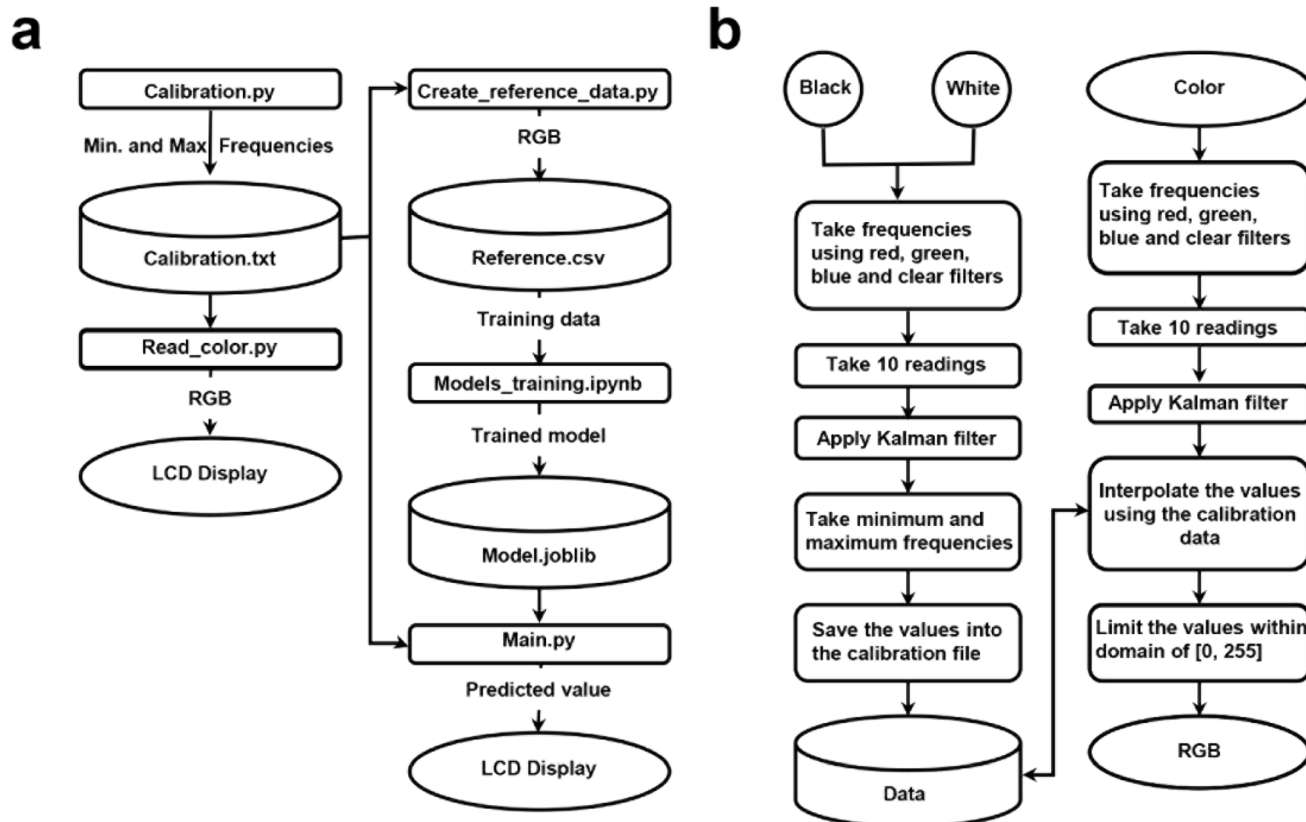 a
Calibration.py
Min. and Max. Frequencies
Calibration.txt
Read_color.py
RGB
LCD Display
Create_reference_data.py
RGB
Reference.csv
Training data
Models_training.ipynb
Trained model
Model.joblib
Main.py
Predicted value
LCD Display
b
Black
White
Take frequencies
using red, green,
blue and clear filters
Take 10 readings
Apply Kalman filter
Take minimum and
maximum frequencies
Save the values into
the calibration file
Data
Color
Take frequencies
using red, green,
blue and clear filters
Take 10 readings
Apply Kalman filter
Interpolate the values
using the calibration
data
Limit the values within
domain of [0, 255]
RGB